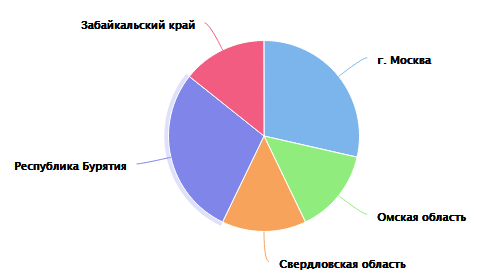 Забайкальский край
г. Москва
Республика Бурятия
Омская область
Свердловская область